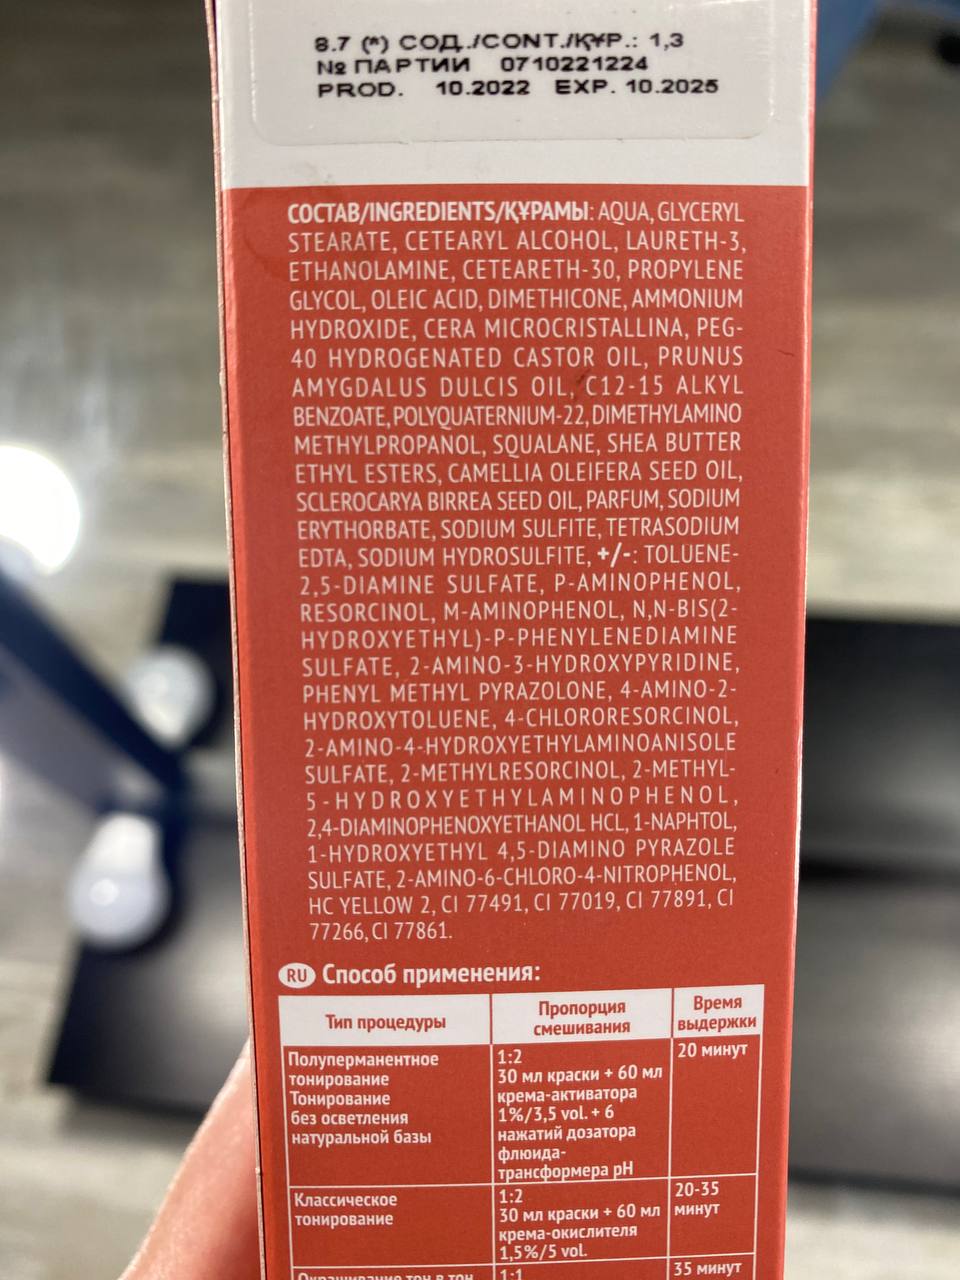 8.7 (*) СОД./CONT./ҚҰР.: 1,3
№ ПАРТИИ 0710221224
PROD. 10.2022 EXP. 10.2025
СОСТАВ/INGREDIENTS/ҚҰРАМЫ: AQUA, GLYCERYL
STEARATE, CETEARYL ALCOHOL, LAURETH-3,
ETHANOLAMINE, CETEARETH-30, PROPYLENE
GLYCOL, OLEIC ACID, DIMETHICONE, AMMONIUM
HYDROXIDE, CERA MICROCRISTALLINA, PEG-
40 HYDROGENATED CASTOR OIL, PRUNUS
AMYGDALUS DULCIS OIL, C12-15 ALKYL
BENZOATE, POLYQUATERNIUM-22, DIMETHYLAMINO
METHYLPROPANOL, SQUALANE, SHEA BUTTER
ETHYL ESTERS, CAMELLIA OLEIFERA SEED OIL,
SCLEROCARYA BIRREA SEED OIL, PARFUM, SODIUM
ERYTHORBATE, SODIUM SULFITE, TETRASODIUM
EDTA, SODIUM HYDROSULFITE, +/-: TOLUENE-
2,5-DIAMINE SULFATE, P-AMINOPHENOL,
RESORCINOL, M-AMINOPHENOL, N,N-BIS(2-
HYDROXYETHYL)-P-PHENYLENEDIAMINE
SULFATE, 2-AMINO-3-HYDROXYPYRIDINE,
PHENYL METHYL PYRAZOLONE, 4-AMINO-2-
HYDROXYTOLUENE, 4-CHLORORESORCINOL,
2-AMINO-4-HYDROXYETHYLAMINOANISOLE
SULFATE, 2-METHYLRESORCINOL, 2-METHYL-
5-HYDROXYETHYLAMINOPHENOL,
2,4-DIAMINOPHENOXYETHANOL HCL, 1-NAPHTOL,
1-HYDROXYETHYL 4,5-DIAMINO PYRAZOLE
SULFATE, 2-AMINO-6-CHLORO-4-NITROPHENOL,
HC YELLOW 2, CI 77491, CI 77019, CI 77891, CI
77266, CI 77861.
RU Способ применения:
Тип процедуры
Пропорция
смешивания
Время
выдержки
Полуперманентное
тонирование
Тонирование
без осветления
натуральной базы
1:2
30 мл краски + 60 мл
крема-активатора
1%/3,5 vol. + 6
нажатий дозатора
флюида-
трансформера pH
20 минут
Классическое
тонирование
1:2
30 мл краски + 60 мл
крема-окислителя
1,5%/5 vol.
20-35
минут
Окрашивание тон в тон
1:1
35 минут